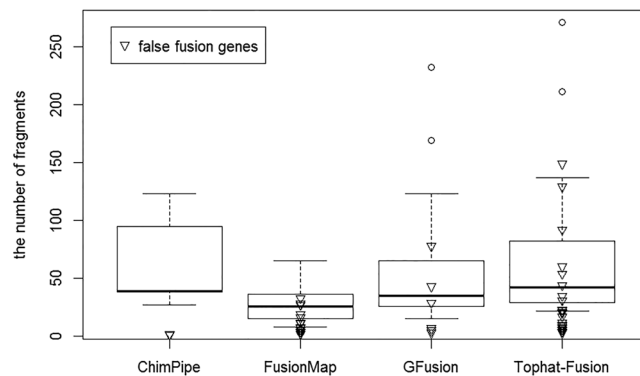 ▽ false fusion genes
the number of fragments
250
200
150
100
50
0
ChimPipe FusionMap GFusion Tophat-Fusion